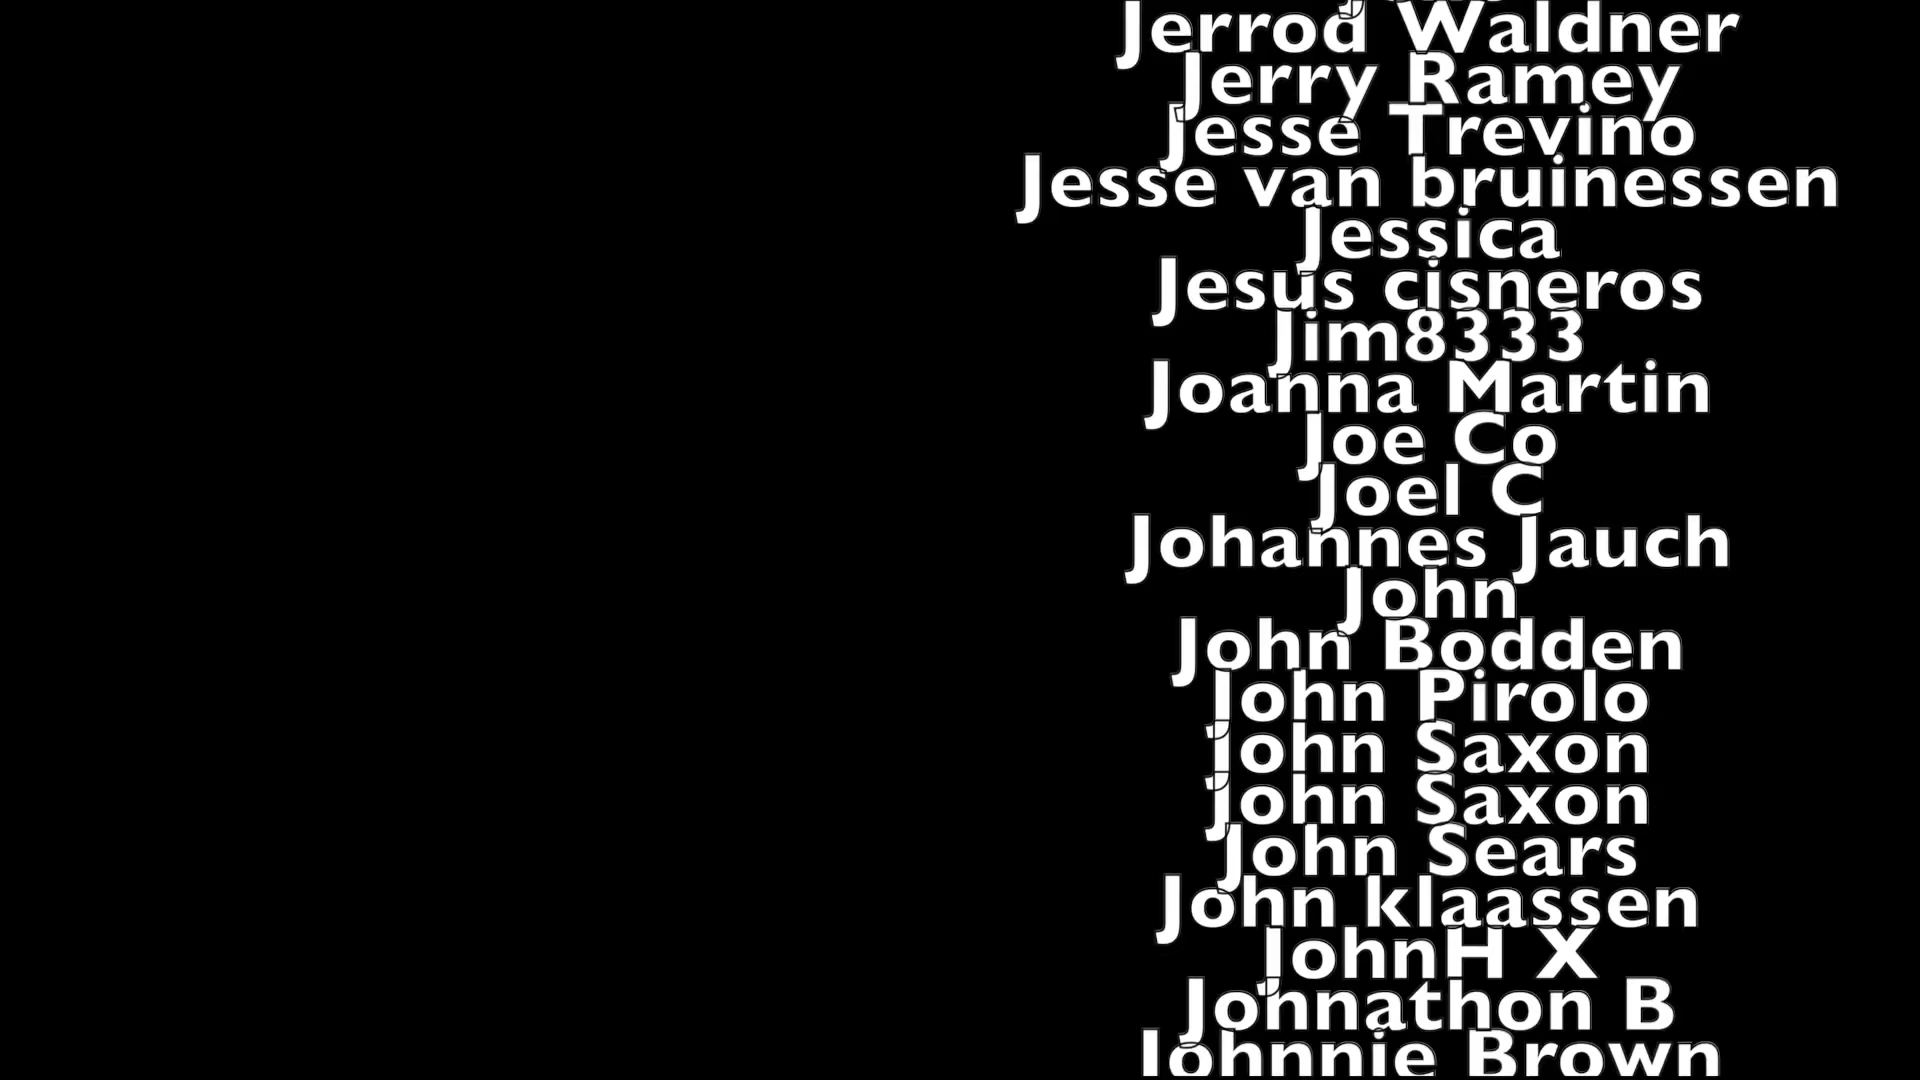 Jerrod Waldner
Jerry Ramey
Jesse Trevino
Jesse van bruinessen
Jessica
Jesus cisneros
Jim8333
Joanna Martin
Joe Co
Joel C
Johannes Jauch
John
John Bodden
John Pirolo
John Saxon
John Saxon
John Sears
John klaassen
JohnH X
Johnathon B
Johnnie Brown